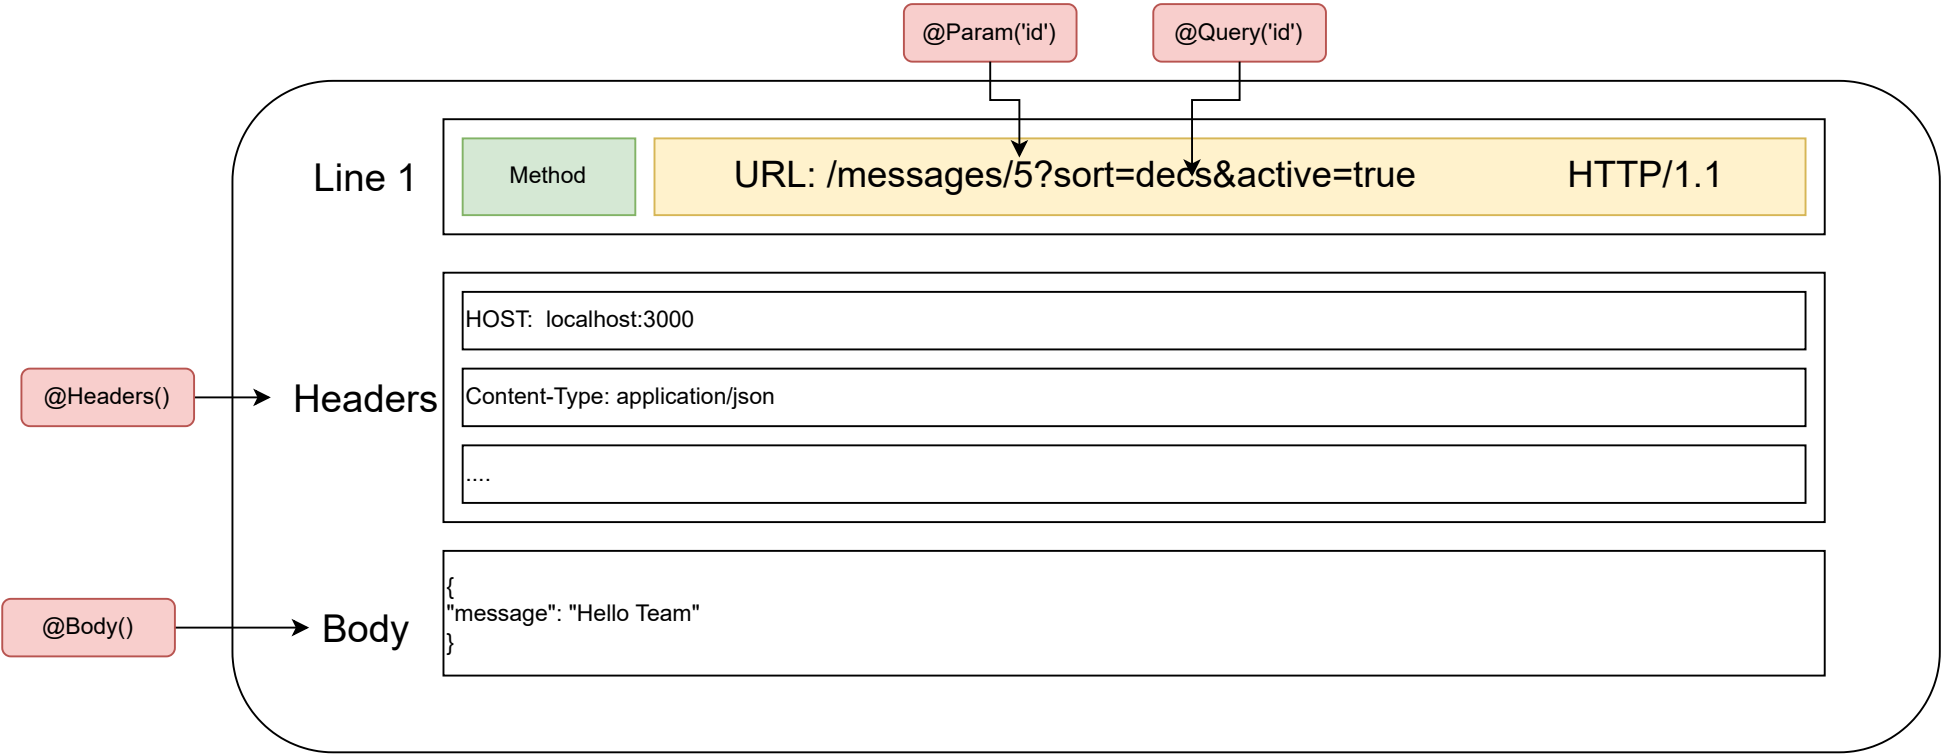 @Param('id')
@Query('id')
Line 1
Method
URL: /messages/5?sort=decs&active=true
HTTP/1.1
HOST:  localhost:3000
@Headers()
Headers
Content-Type: application/json
....
@Body()
Body
{
"message": "Hello Team"
}